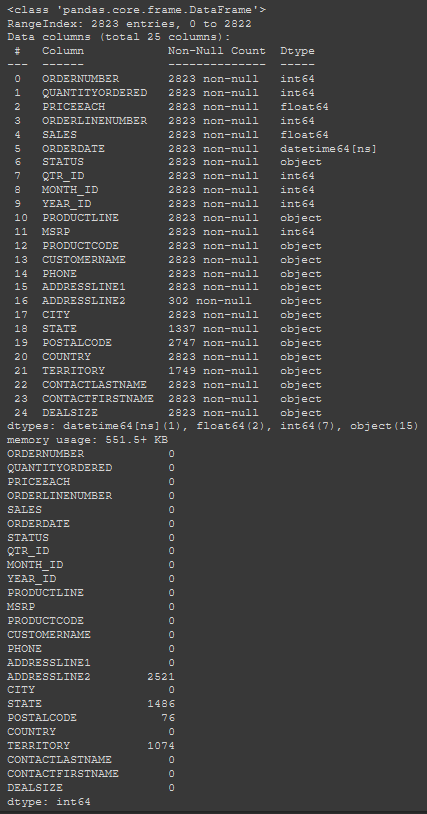 <class 'pandas.core.frame.DataFrame'>
RangeIndex: 2823 entries, 0 to 2822
Data columns (total 25 columns):
 #   Column            Non-Null Count  Dtype
---  ------            --------------  -----
 0   ORDERNUMBER       2823 non-null   int64
 1   QUANTITYORDERED   2823 non-null   int64
 2   PRICEEACH         2823 non-null   float64
 3   ORDERLINENUMBER   2823 non-null   int64
 4   SALES             2823 non-null   float64
 5   ORDERDATE         2823 non-null   datetime64[ns]
 6   STATUS            2823 non-null   object
 7   QTR_ID            2823 non-null   int64
 8   MONTH_ID          2823 non-null   int64
 9   YEAR_ID           2823 non-null   int64
 10  PRODUCTLINE       2823 non-null   object
 11  MSRP              2823 non-null   int64
 12  PRODUCTCODE       2823 non-null   object
 13  CUSTOMERNAME      2823 non-null   object
 14  PHONE             2823 non-null   object
 15  ADDRESSLINE1      2823 non-null   object
 16  ADDRESSLINE2      302 non-null    object
 17  CITY              2823 non-null   object
 18  STATE             1337 non-null   object
 19  POSTALCODE        2747 non-null   object
 20  COUNTRY           2823 non-null   object
 21  TERRITORY         1749 non-null   object
 22  CONTACTLASTNAME   2823 non-null   object
 23  CONTACTFIRSTNAME  2823 non-null   object
 24  DEALSIZE          2823 non-null   object
dtypes: datetime64[ns](1), float64(2), int64(7), object(15)
memory usage: 551.5+ KB
ORDERNUMBER            0
QUANTITYORDERED        0
PRICEEACH              0
ORDERLINENUMBER        0
SALES                  0
ORDERDATE              0
STATUS                 0
QTR_ID                 0
MONTH_ID               0
YEAR_ID                0
PRODUCTLINE            0
MSRP                   0
PRODUCTCODE            0
CUSTOMERNAME           0
PHONE                  0
ADDRESSLINE1           0
ADDRESSLINE2        2521
CITY                   0
STATE               1486
POSTALCODE            76
COUNTRY                0
TERRITORY           1074
CONTACTLASTNAME        0
CONTACTFIRSTNAME       0
DEALSIZE               0
dtype: int64